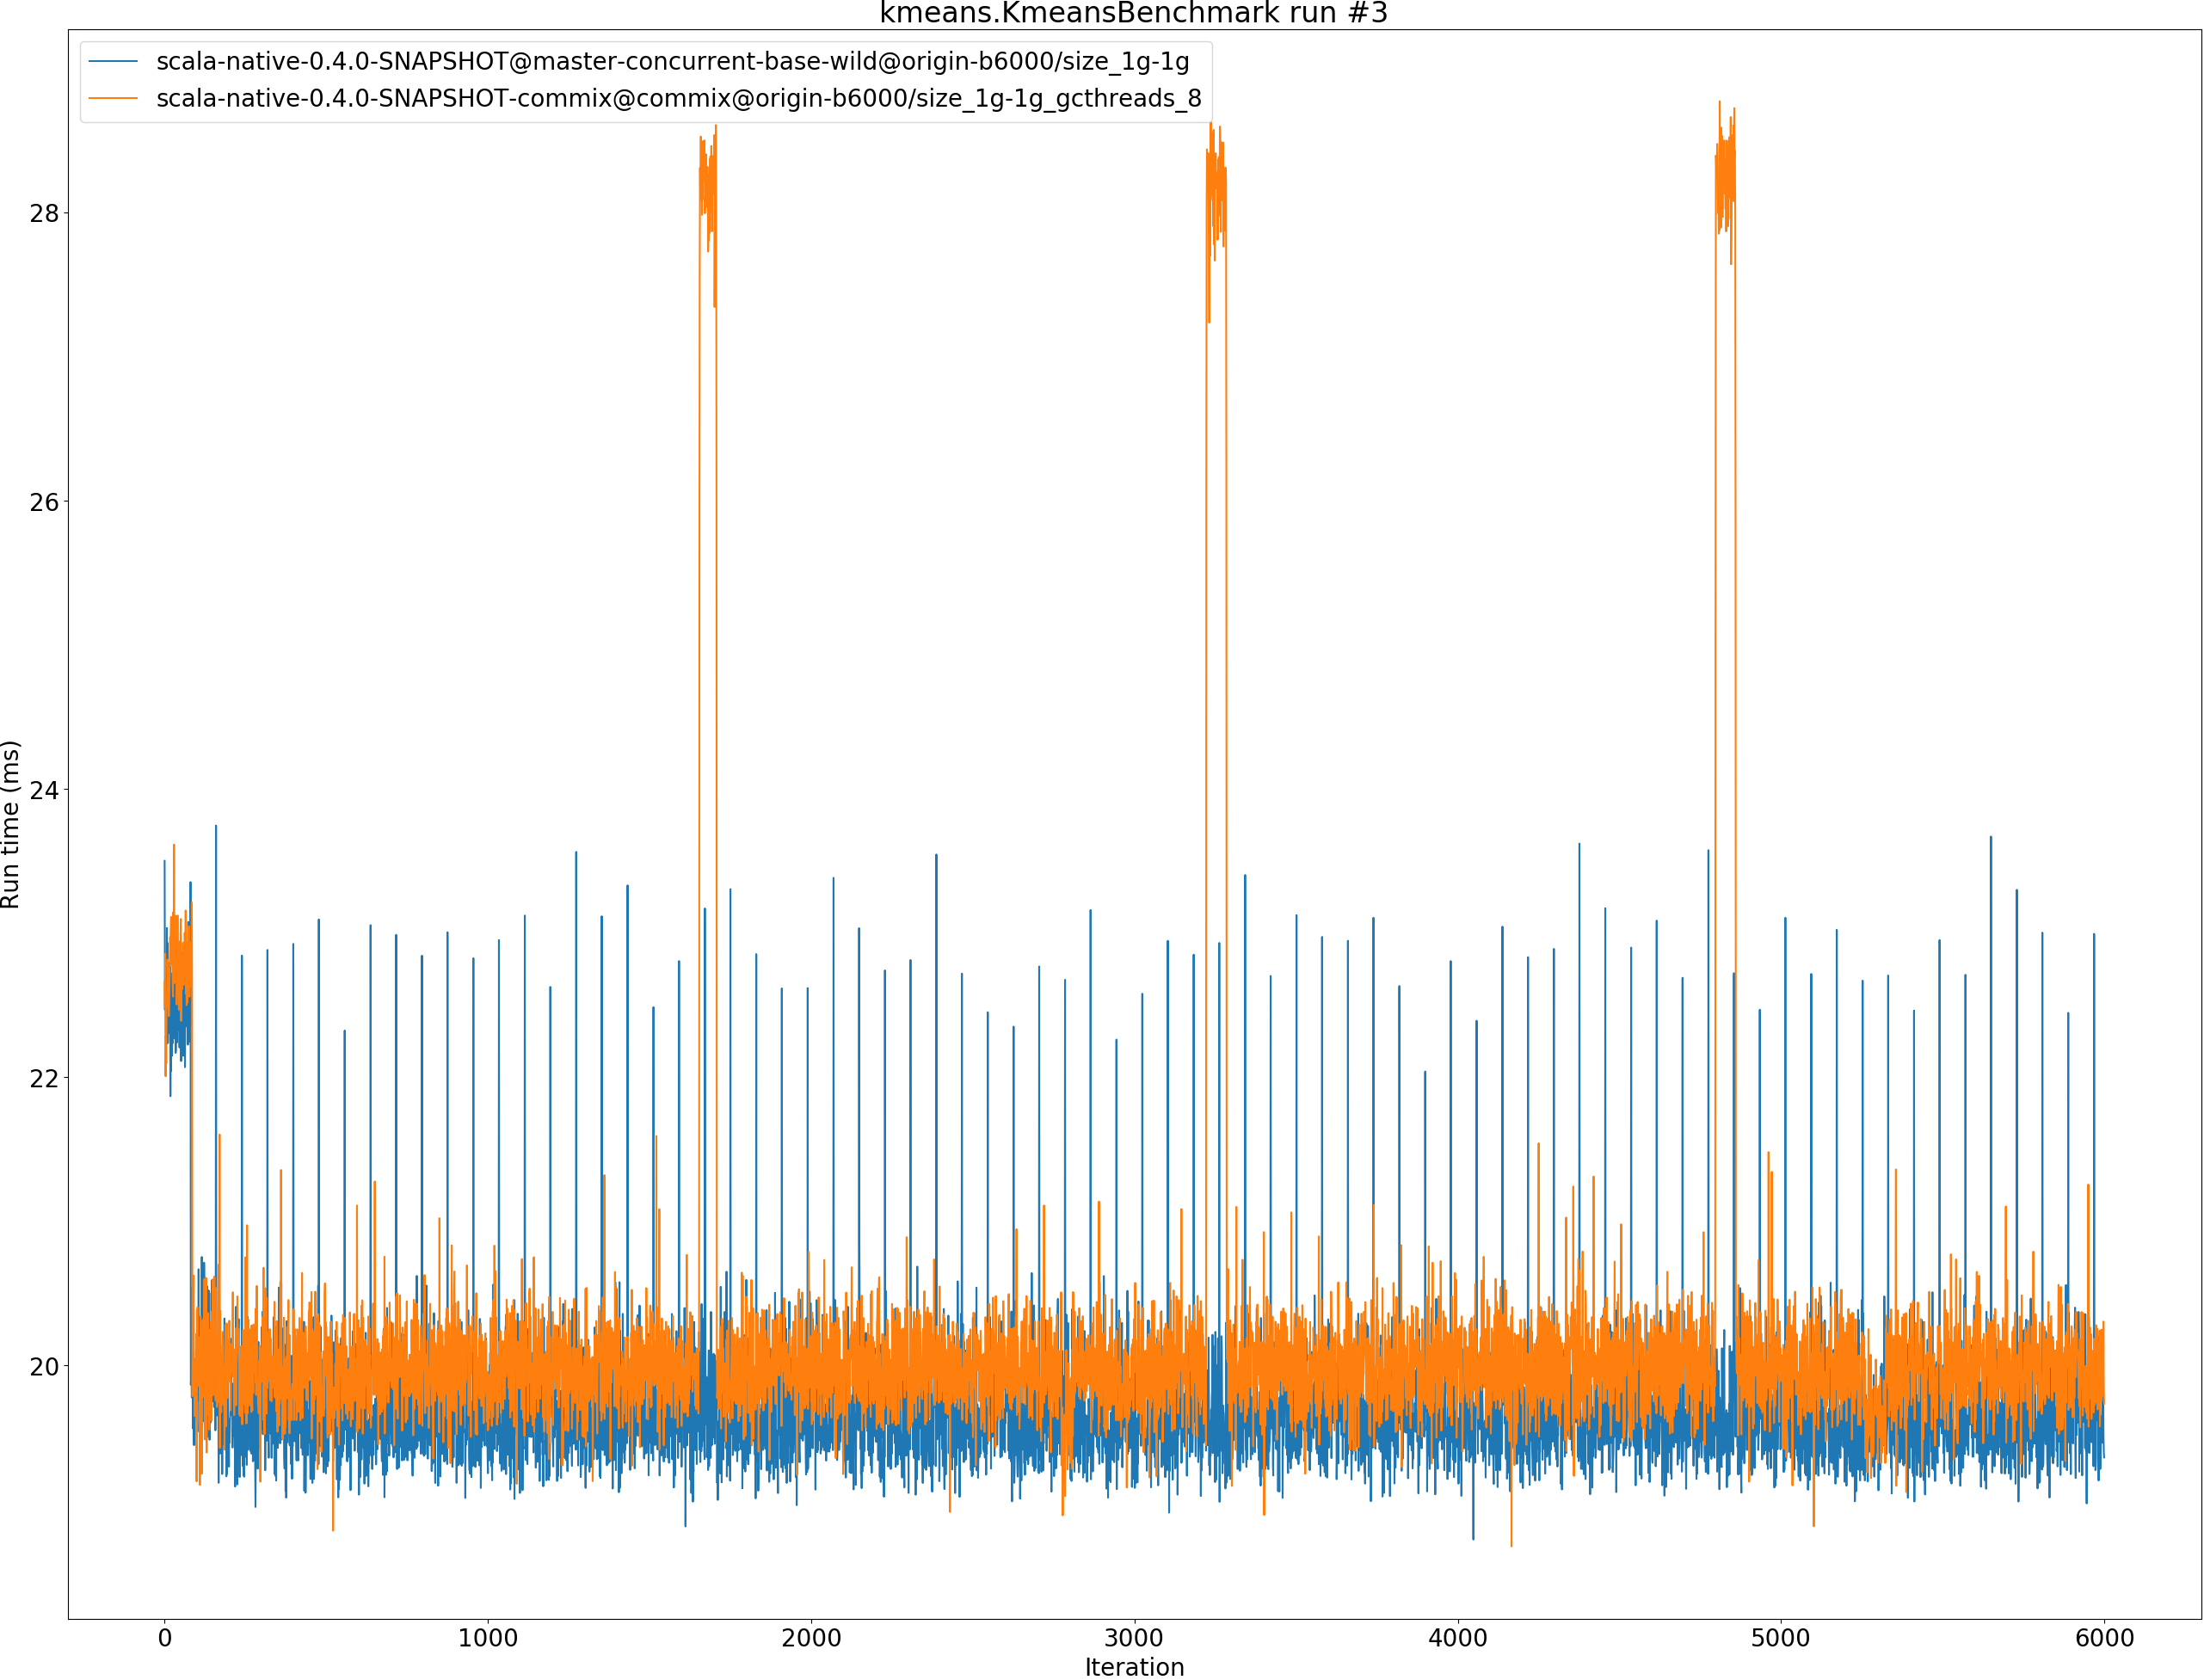 kmeans.KmeansBenchmark run #3
scala-native-0.4.0-SNAPSHOT@master-concurrent-base-wild@origin-b6000/size_1g-1g
scala-native-0.4.0-SNAPSHOT-commix@commix@origin-b6000/size_1g-1g_gcthreads_8
28
26
24
22
20
Run time (ms)
0 1000 2000 3000 4000 5000 6000
Iteration